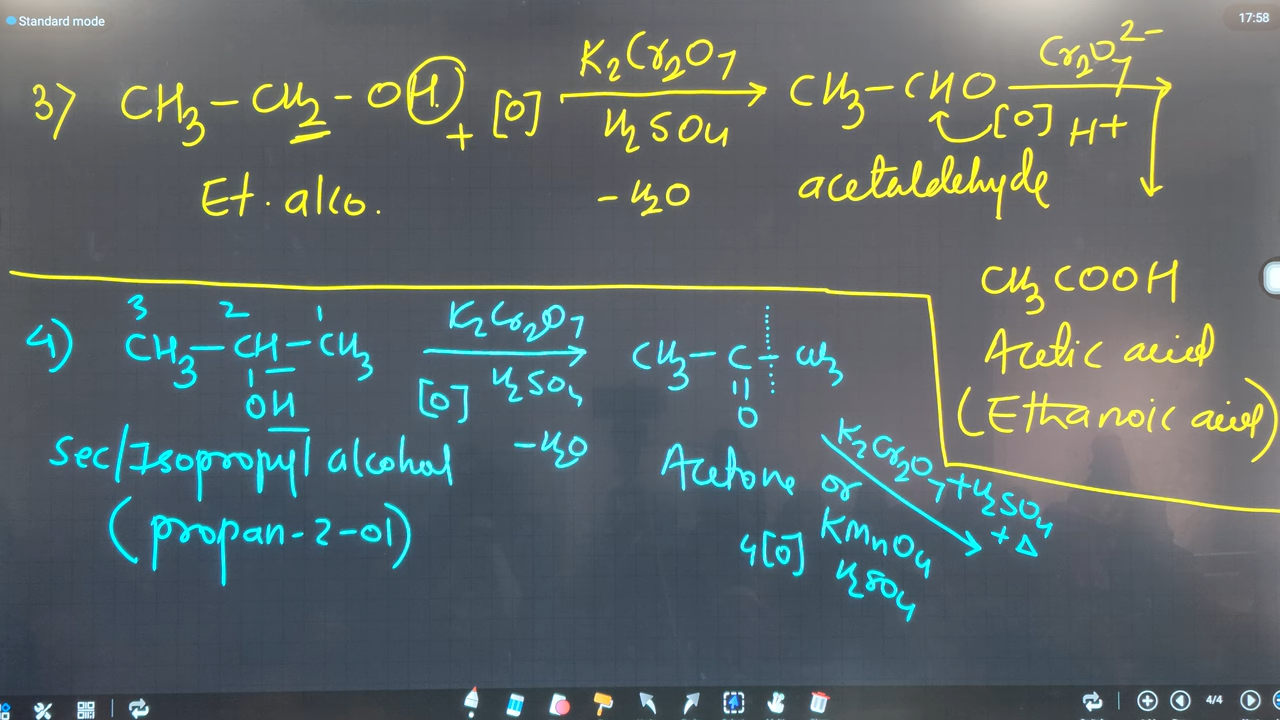 Standard mode
17:58
3) CH3 – CH2 – OH + [O] K2Cr2O7 H2SO4 –H2O CH3 – CHO Cr2O7 2– [O] H+
Et. alco.
acetaldehyde
CH3COOH
Acetic acid
(Ethanoic acid)
3 2 1
4) CH3 – CH – CH3 K2Cr2O7 [O] H2SO4 –H2O CH3 – C – CH3
OH
O
Sec/Isopropyl alcohol
(propan-2-ol)
Acetone or
K2Cr2O7 + H2SO4 + Δ
4[O] KMnO4
H2SO4
4/4